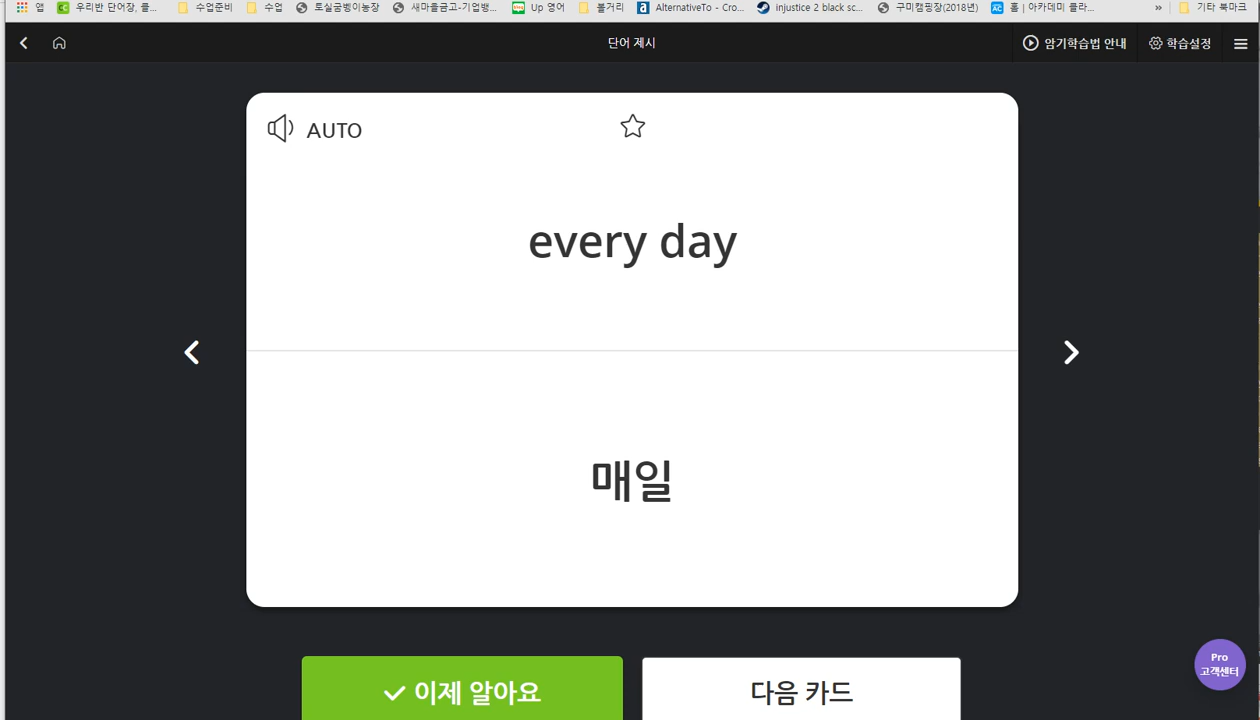 앱 우리반 단어장, 클... 수업준비 수업 토실굼벵이농장 새마을금고-기업뱅... Up 영어 볼거리 AlternativeTo - Cro... injustice 2 black sc... 구미캠핑장(2018년) 홈 | 아카데미 클라... » 기타 북마크
단어 제시 암기학습법 안내 학습설정
AUTO
every day
매일
Pro
고객센터
이제 알아요 다음 카드